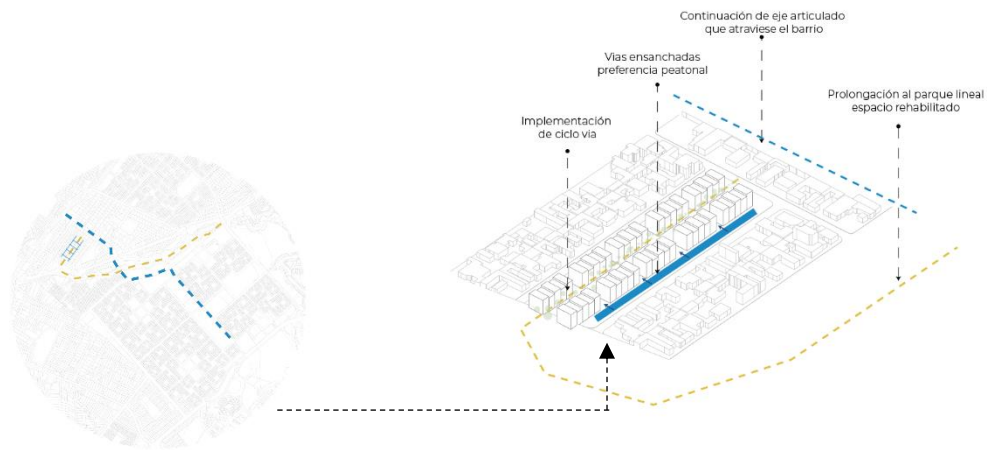 Continuación de eje articulado
que atraviese el barrio
Vias ensanchadas
preferencia peatonal
Prolongación al parque lineal
espacio rehabilitado
Implementación
de ciclo via